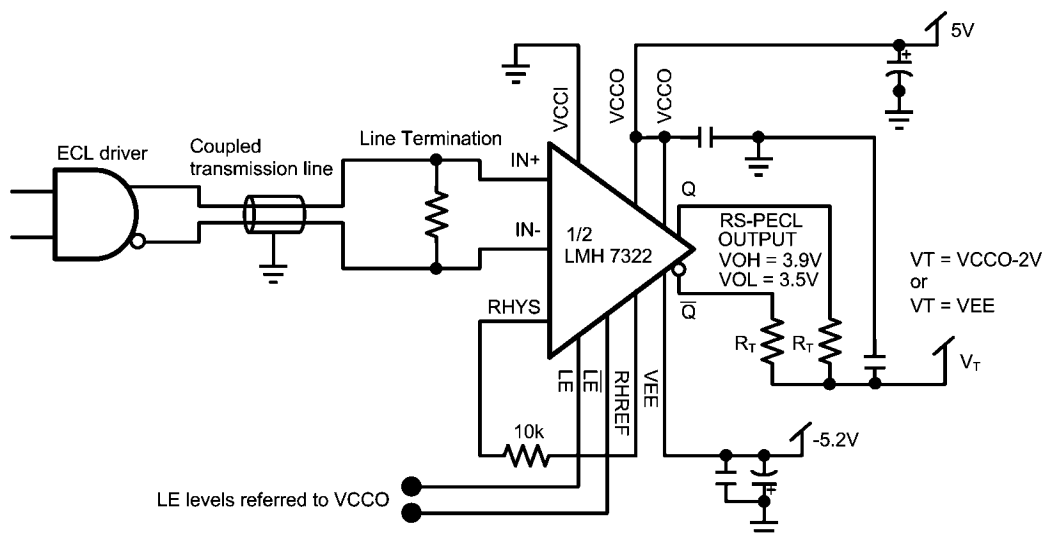 5V
VCCI
VCCO
VCCO
ECL driver
Coupled
transmission line
Line Termination
IN+
IN-
1/2
LMH 7322
RHYS
Q
RS-PECL
OUTPUT
VOH = 3.9V
VOL = 3.5V
Q̅
VT = VCCO-2V
or
VT = VEE
RT
RT
VT
LE
L̅E̅
RHREF
VEE
10k
-5.2V
LE levels referred to VCCO